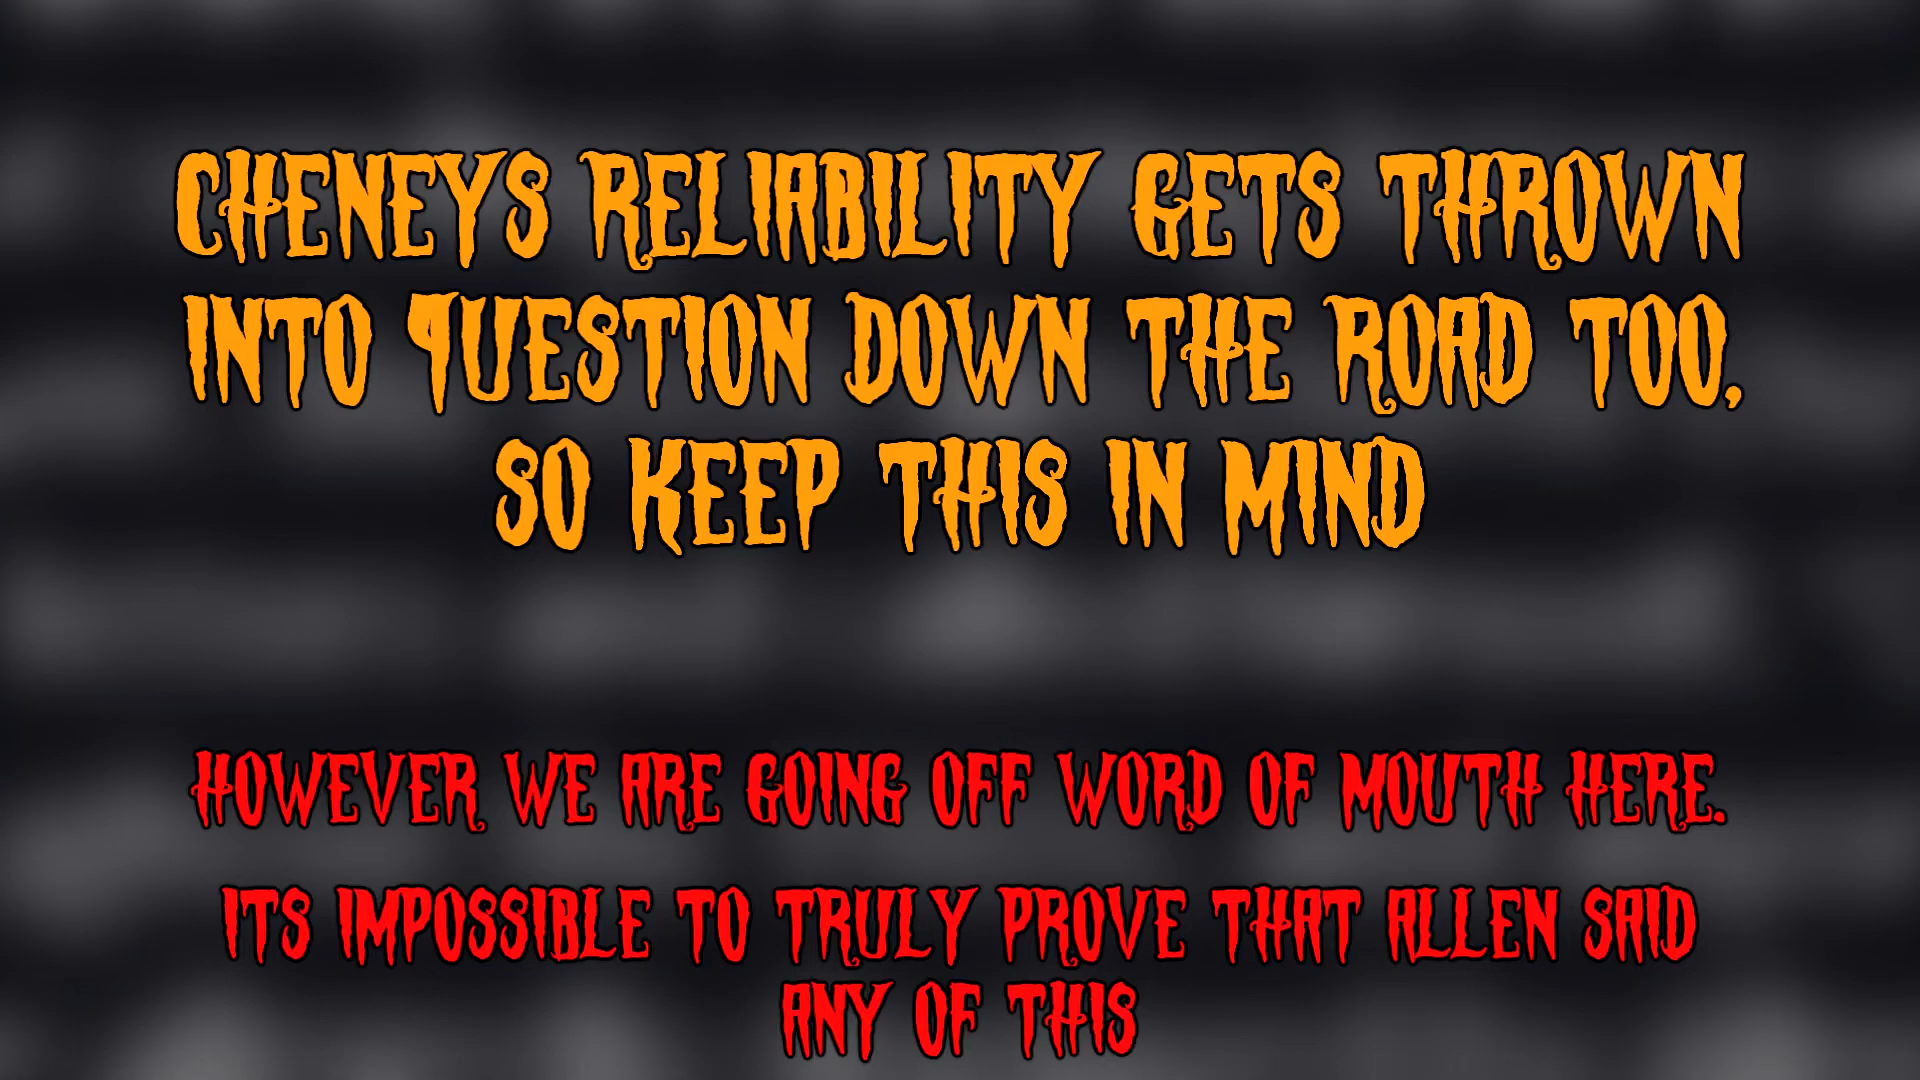 CHENEYS RELIABILITY GETS THROWN
INTO QUESTION DOWN THE ROAD TOO,
SO KEEP THIS IN MIND
HOWEVER WE ARE GOING OFF WORD OF MOUTH HERE.
ITS IMPOSSIBLE TO TRULY PROVE THAT ALLEN SAID
ANY OF THIS